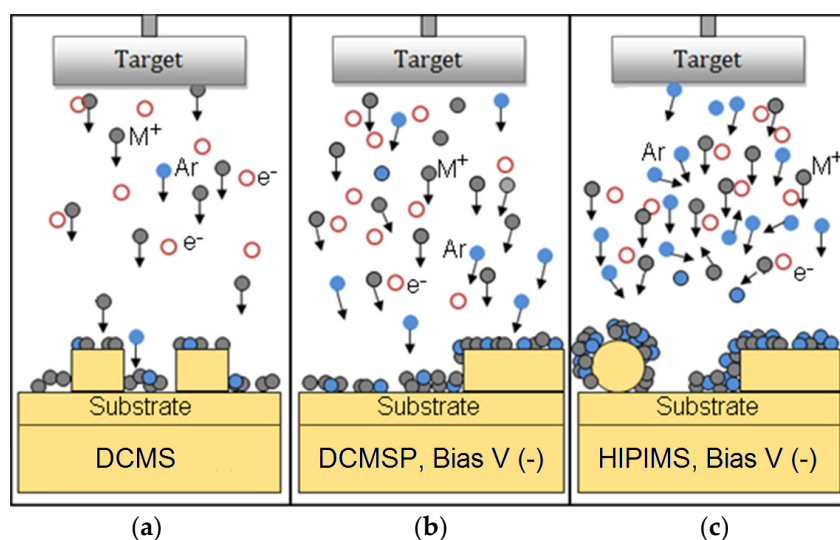 Target
M⁺
Ar
e⁻
e⁻
Substrate
DCMS
(a)
Target
M⁺
Ar
e⁻
Substrate
DCMSP, Bias V (-)
(b)
Target
Ar
M⁺
e⁻
Substrate
HIPIMS, Bias V (-)
(c)